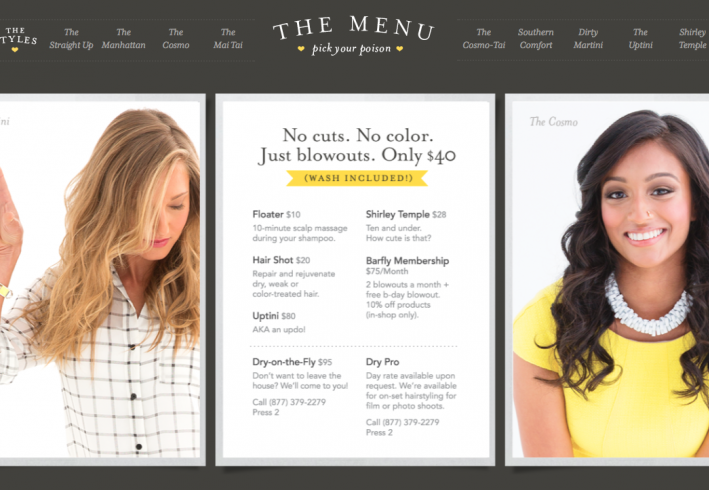 THE
STYLES
The
Straight Up
The
Manhattan
The
Cosmo
The
Mai Tai
THE MENU
pick your poison
The
Cosmo-Tai
Southern
Comfort
Dirty
Martini
The
Uptini
Shirley
Temple
ni
The Cosmo
No cuts. No color.
Just blowouts. Only $40
(WASH INCLUDED!)
Floater $10
10-minute scalp massage
during your shampoo.
Hair Shot $20
Repair and rejuvenate
dry, weak or
color-treated hair.
Uptini $80
AKA an updo!
Shirley Temple $28
Ten and under.
How cute is that?
Barfly Membership
$75/Month
2 blowouts a month +
free b-day blowout.
10% off products
(in-shop only).
Dry-on-the-Fly $95
Don't want to leave the
house? We'll come to you!
Call (877) 379-2279
Press 2
Dry Pro
Day rate available upon
request. We're available
for on-set hairstyling for
film or photo shoots.
Call (877) 379-2279
Press 2